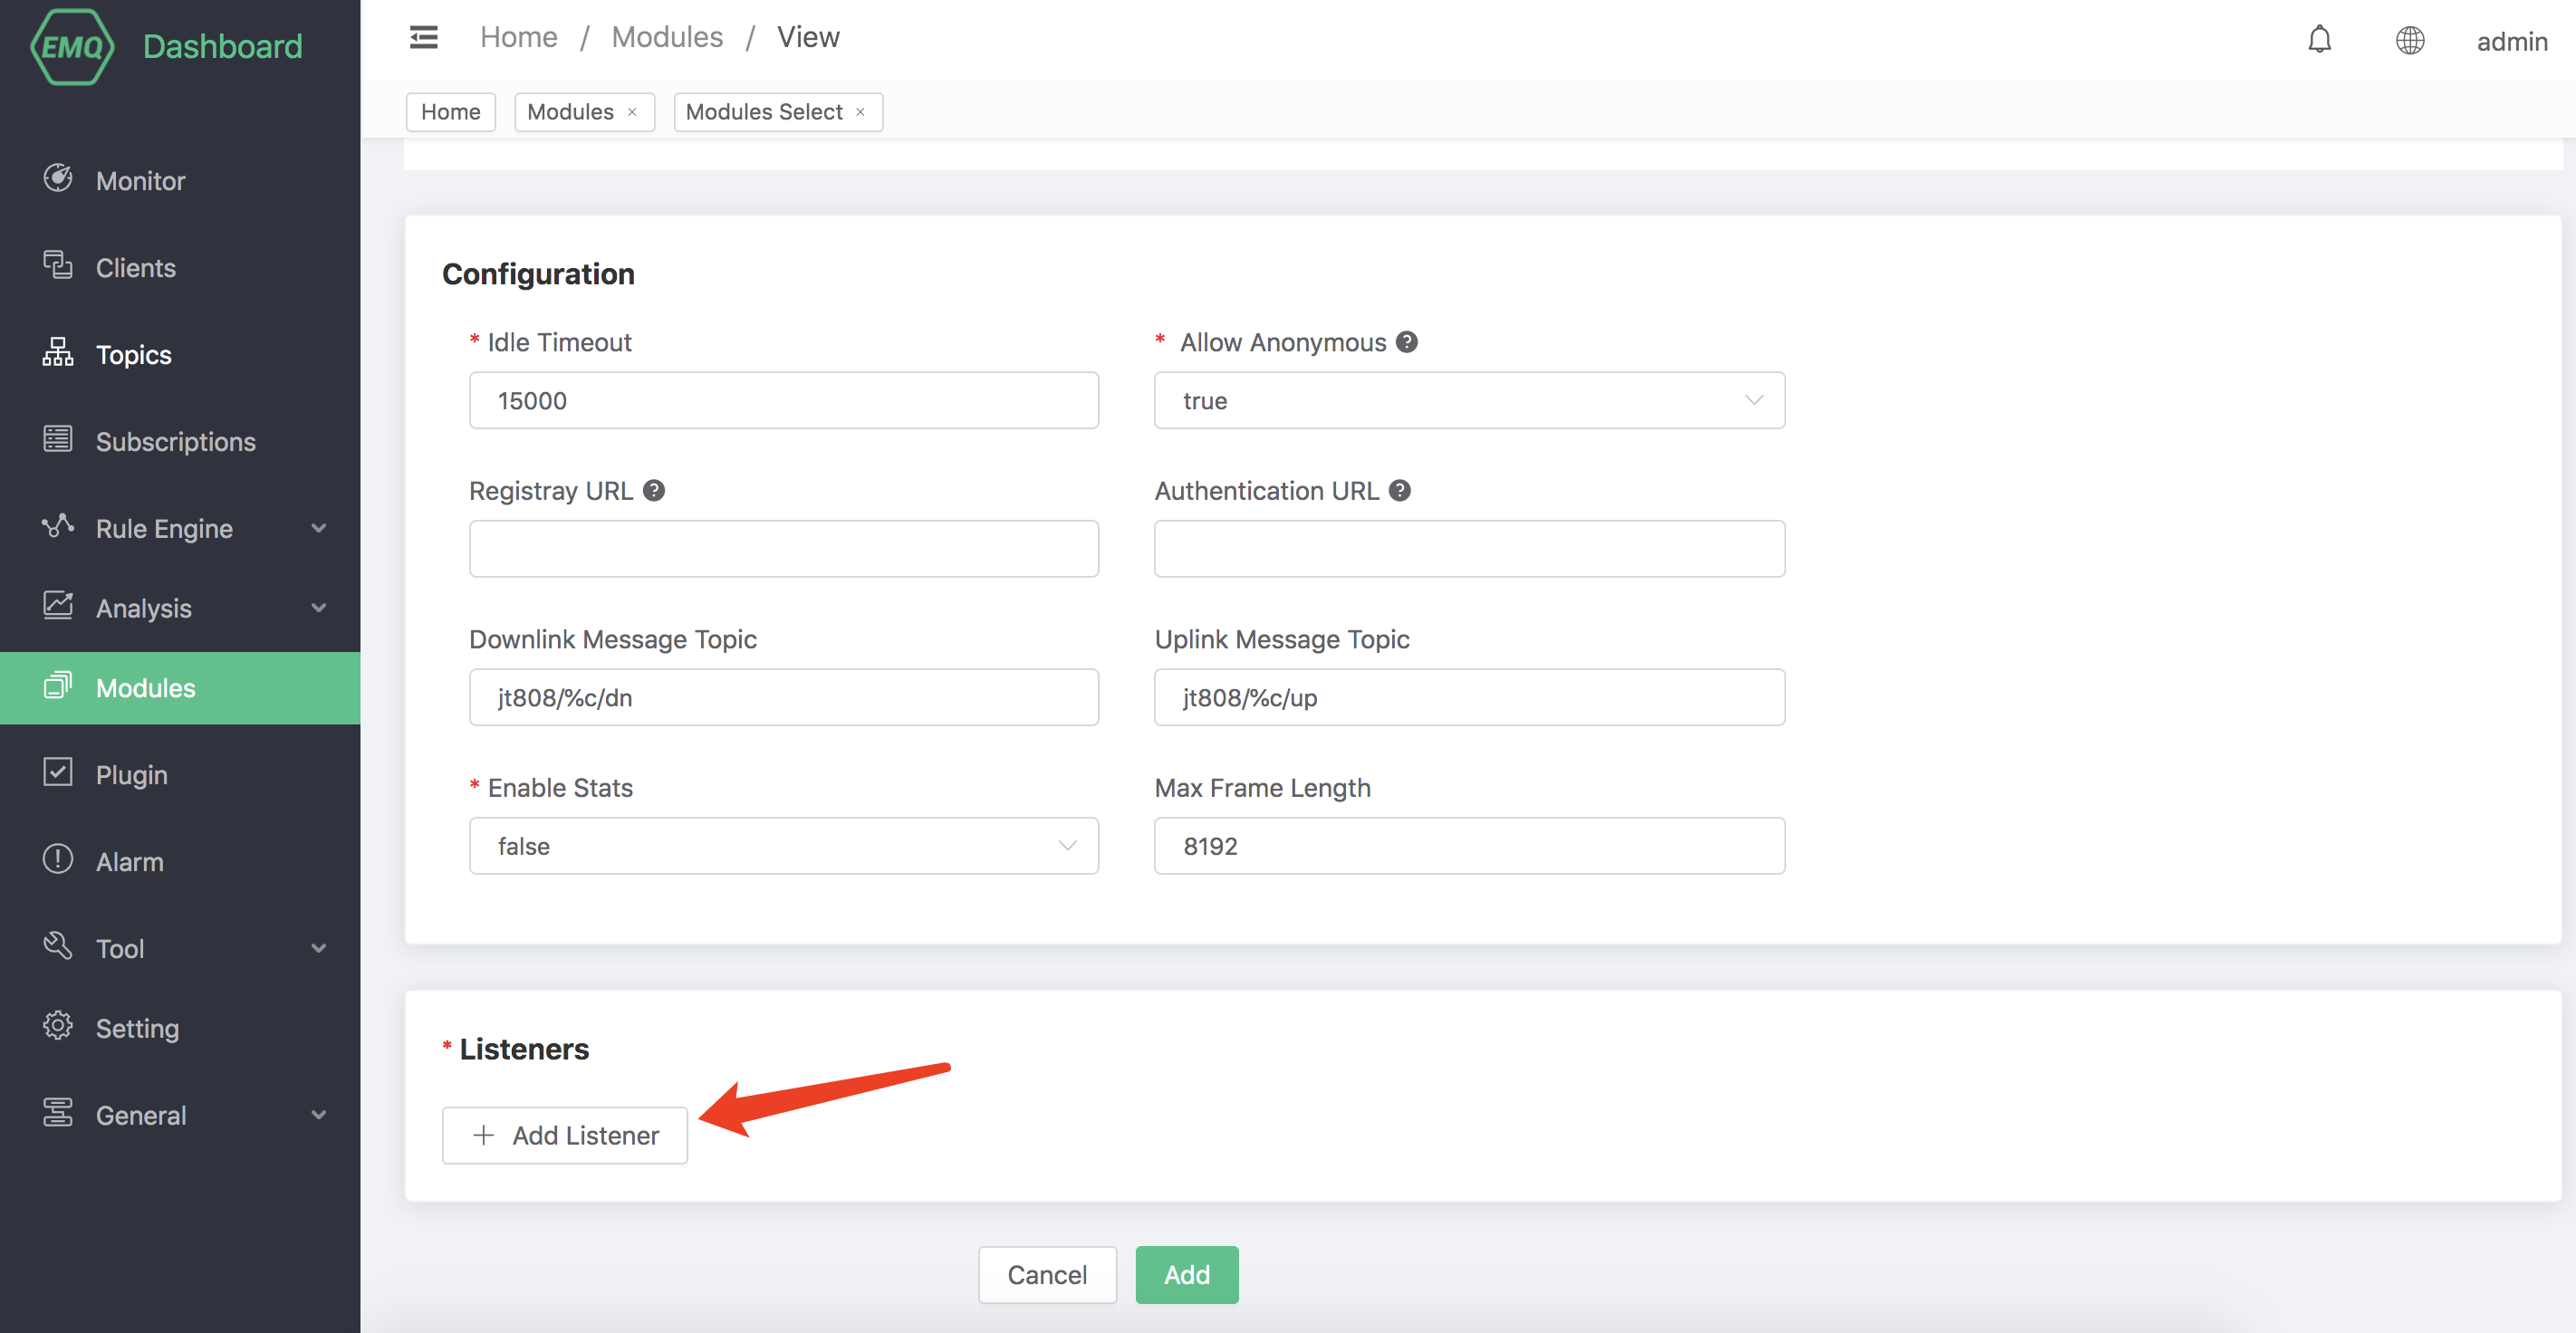 EMQ Dashboard
Home / Modules / View
admin
Home
Modules ×
Modules Select ×
Monitor
Clients
Topics
Subscriptions
Rule Engine
Analysis
Modules
Plugin
Alarm
Tool
Setting
General
Configuration
* Idle Timeout
15000
* Allow Anonymous ?
true
Registray URL ?
Authentication URL ?
Downlink Message Topic
jt808/%c/dn
Uplink Message Topic
jt808/%c/up
* Enable Stats
false
Max Frame Length
8192
* Listeners
+ Add Listener
Cancel
Add